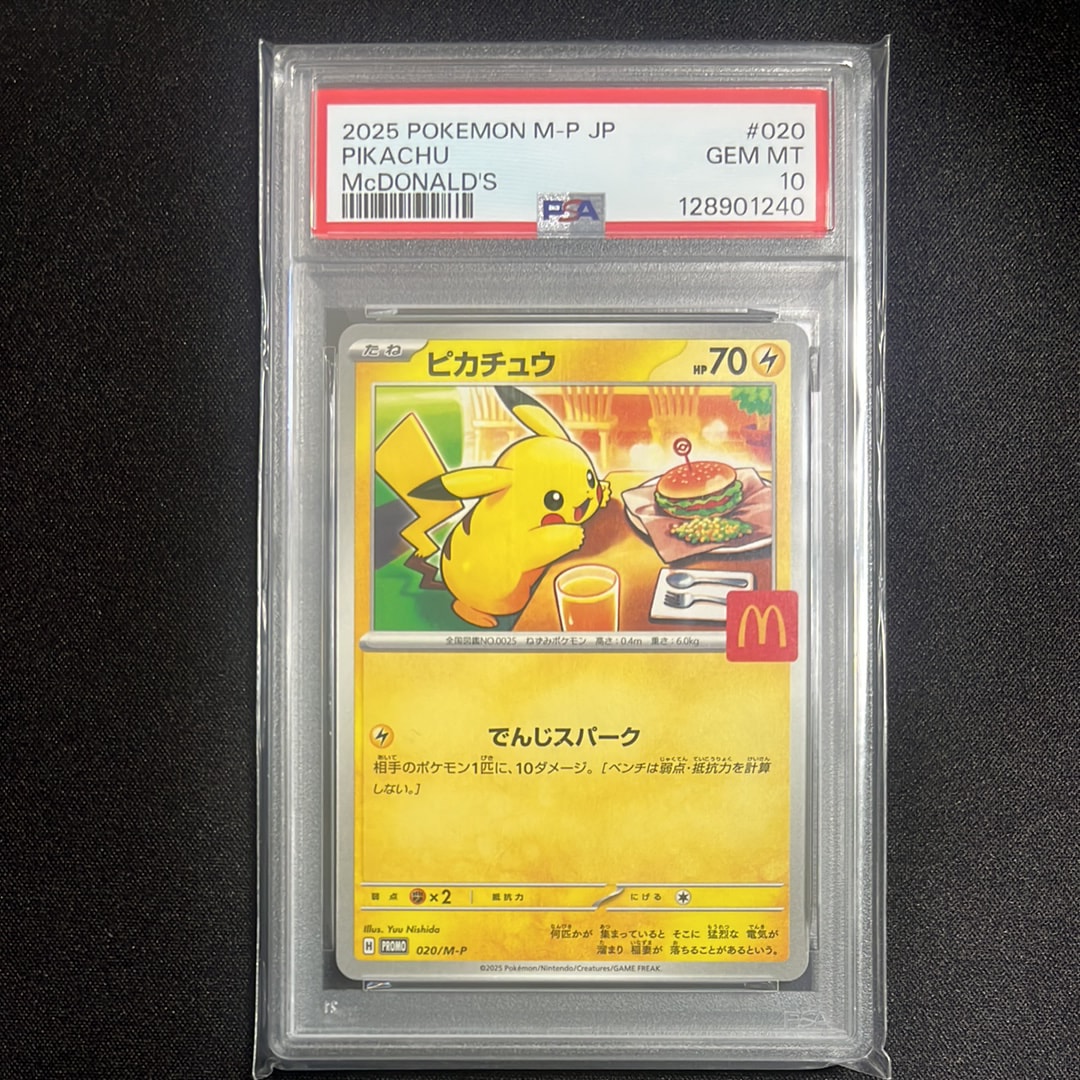 2025 POKEMON M-P JP #020
PIKACHU GEM MT
McDONALD'S 10
PSA 128901240
たね ピカチュウ HP 70
全国図鑑NO.0025 ねずみポケモン 高さ:0.4m 重さ:6.0kg
でんじスパーク
相手のポケモン1匹に、10ダメージ。[ベンチは弱点・抵抗力を計算
しない。]
弱点 ×2 抵抗力 にげる
Illus. Yuu Nishida
何匹かが 集まっていると そこに 猛烈な 電気が
溜まり 稲妻が 落ちることがあるという。
H PROMO 020/M-P
©2025 Pokémon/Nintendo/Creatures/GAME FREAK.